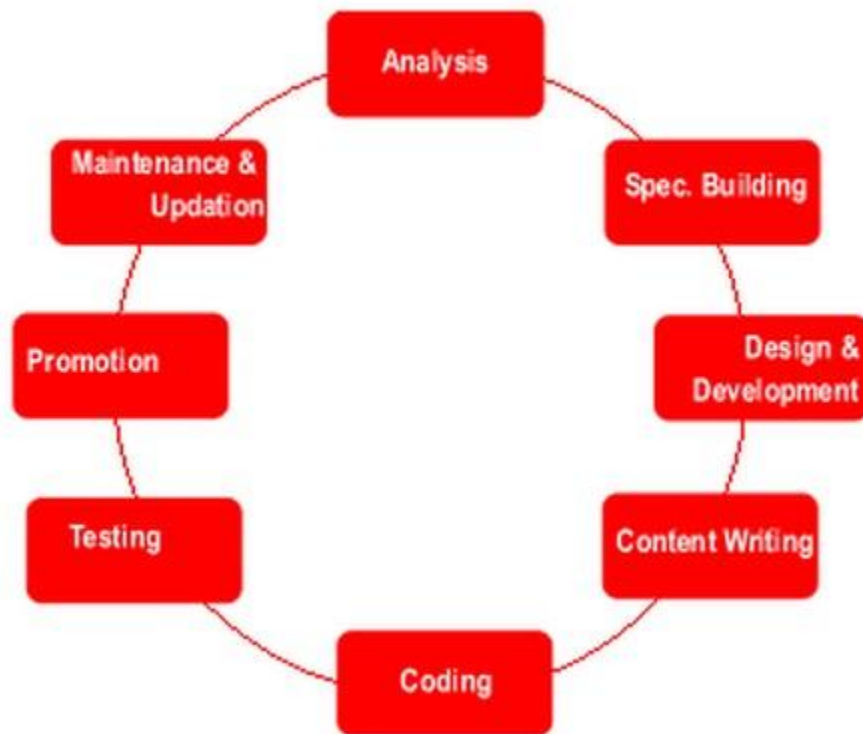 Analysis
Spec. Building
Design &
Development
Content Writing
Coding
Testing
Promotion
Maintenance &
Updation